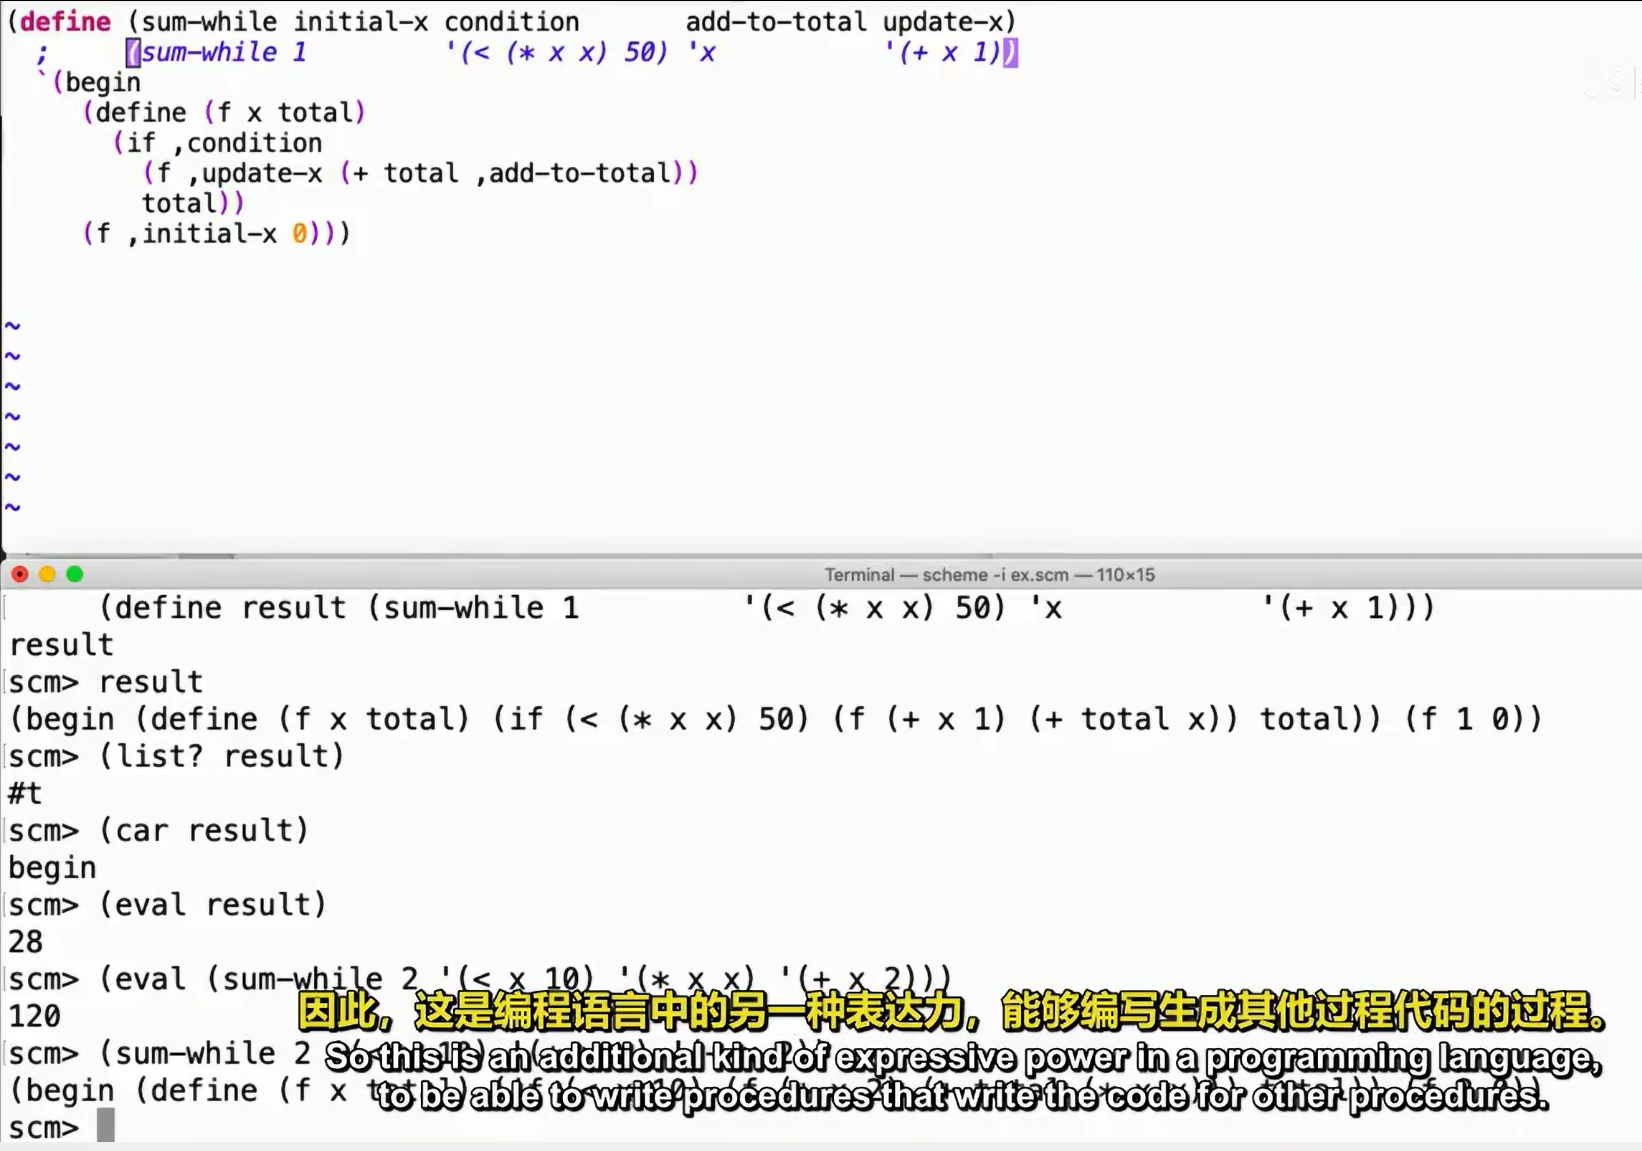 (define (sum-while initial-x condition       add-to-total update-x)
  ;     (sum-while 1         '(< (* x x) 50) 'x           '(+ x 1))
  `(begin
     (define (f x total)
       (if ,condition
         (f ,update-x (+ total ,add-to-total))
         total))
     (f ,initial-x 0)))
~
~
~
~
~
~
~
Terminal — scheme -i ex.scm — 110×15
     (define result (sum-while 1         '(< (* x x) 50) 'x           '(+ x 1)))
result
scm> result
(begin (define (f x total) (if (< (* x x) 50) (f (+ x 1) (+ total x)) total)) (f 1 0))
scm> (list? result)
#t
scm> (car result)
begin
scm> (eval result)
28
scm> (eval (sum-while 2 '(< x 10) '(* x x) '(+ x 2)))
120
因此，这是编程语言中的另一种表达力，能够编写生成其他过程代码的过程。
scm> (sum-while 2
So this is an additional kind of expressive power in a programming language,
(begin (define (f x
to be able to write procedures that write the code for other procedures.
scm>